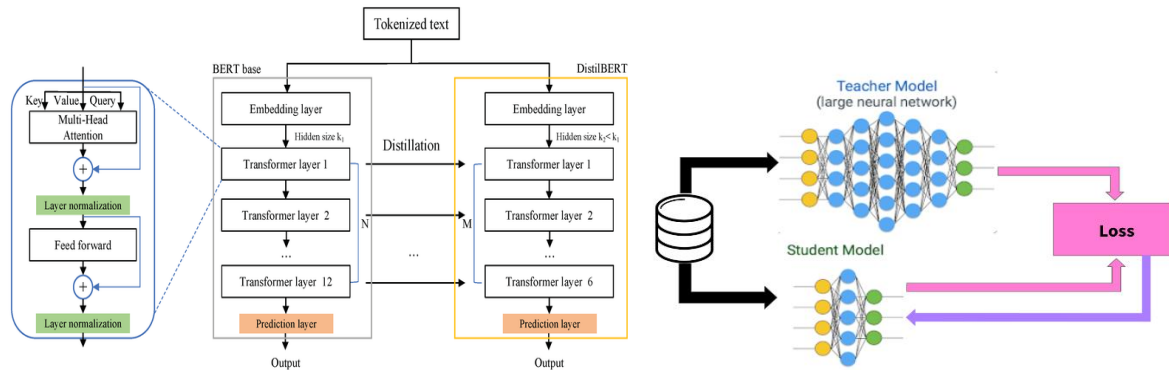 Tokenized text
BERT base
DistilBERT
Key Value Query
Multi-Head
Attention
+
Layer normalization
Feed forward
+
Layer normalization
Embedding layer
Hidden size k₁
Transformer layer 1
Transformer layer 2
...
Transformer layer 12
Prediction layer
Output
N
Distillation
...
M
Embedding layer
Hidden size k₂< k₁
Transformer layer 1
Transformer layer 2
...
Transformer layer 6
Prediction layer
Output
Teacher Model
(large neural network)
Student Model
Loss